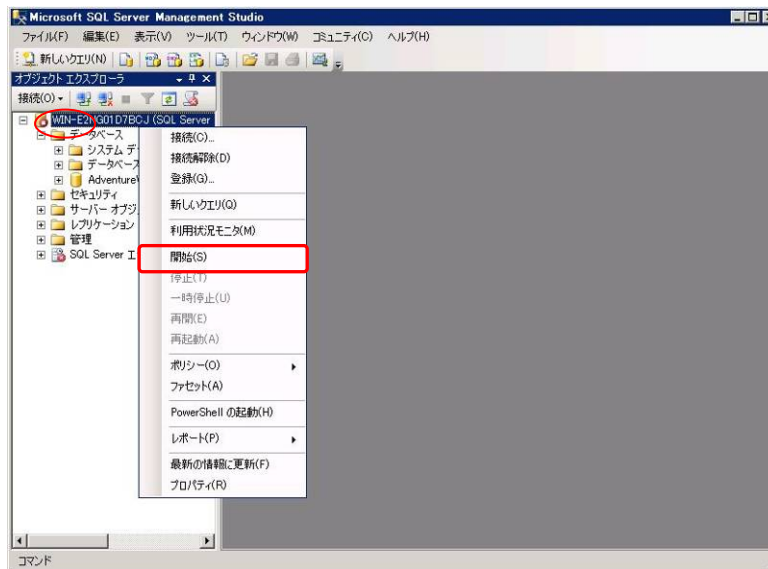 Microsoft SQL Server Management Studio
ファイル(F) 編集(E) 表示(V) ツール(T) ウィンドウ(W) コミュニティ(C) ヘルプ(H)
新しいクエリ(N)
オブジェクト エクスプローラ
接続(O)
WIN-E2NG01D7BCJ (SQL Server
データベース
システム デ
データベース
Adventure
セキュリティ
サーバー オブジ
レプリケーション
管理
SQL Server エ
接続(C)...
接続解除(D)
登録(G)...
新しいクエリ(Q)
利用状況モニタ(M)
開始(S)
停止(T)
一時停止(U)
再開(E)
再起動(A)
ポリシー(O)
ファセット(A)
PowerShell の起動(H)
レポート(P)
最新の情報に更新(F)
プロパティ(R)
コマンド